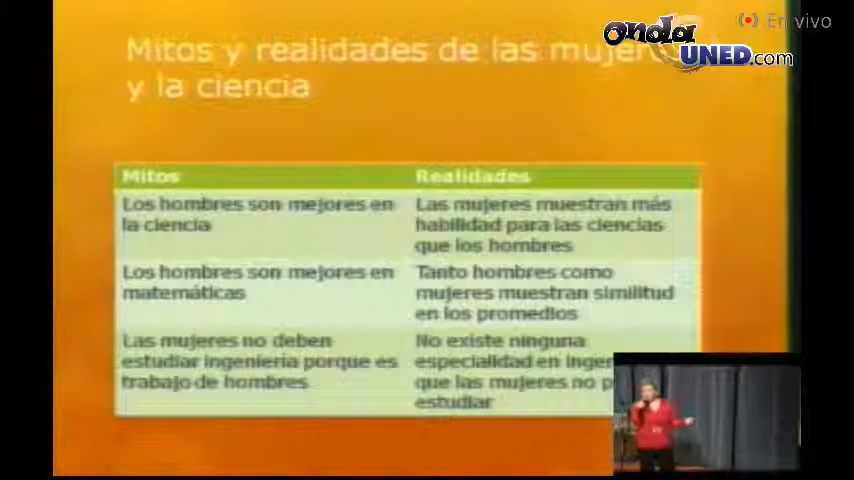 En vivo
onda
UNED.com
Mitos y realidades de las mujeres
y la ciencia
Mitos
Realidades
Los hombres son mejores en
la ciencia
Las mujeres muestran más
habilidad para las ciencias
que los hombres
Los hombres son mejores en
matemáticas
Tanto hombres como
mujeres muestran similitud
en los promedios
Las mujeres no deben
estudiar ingeniería porque es
trabajo de hombres
No existe ninguna
especialidad en
que las mujeres no
estudiar